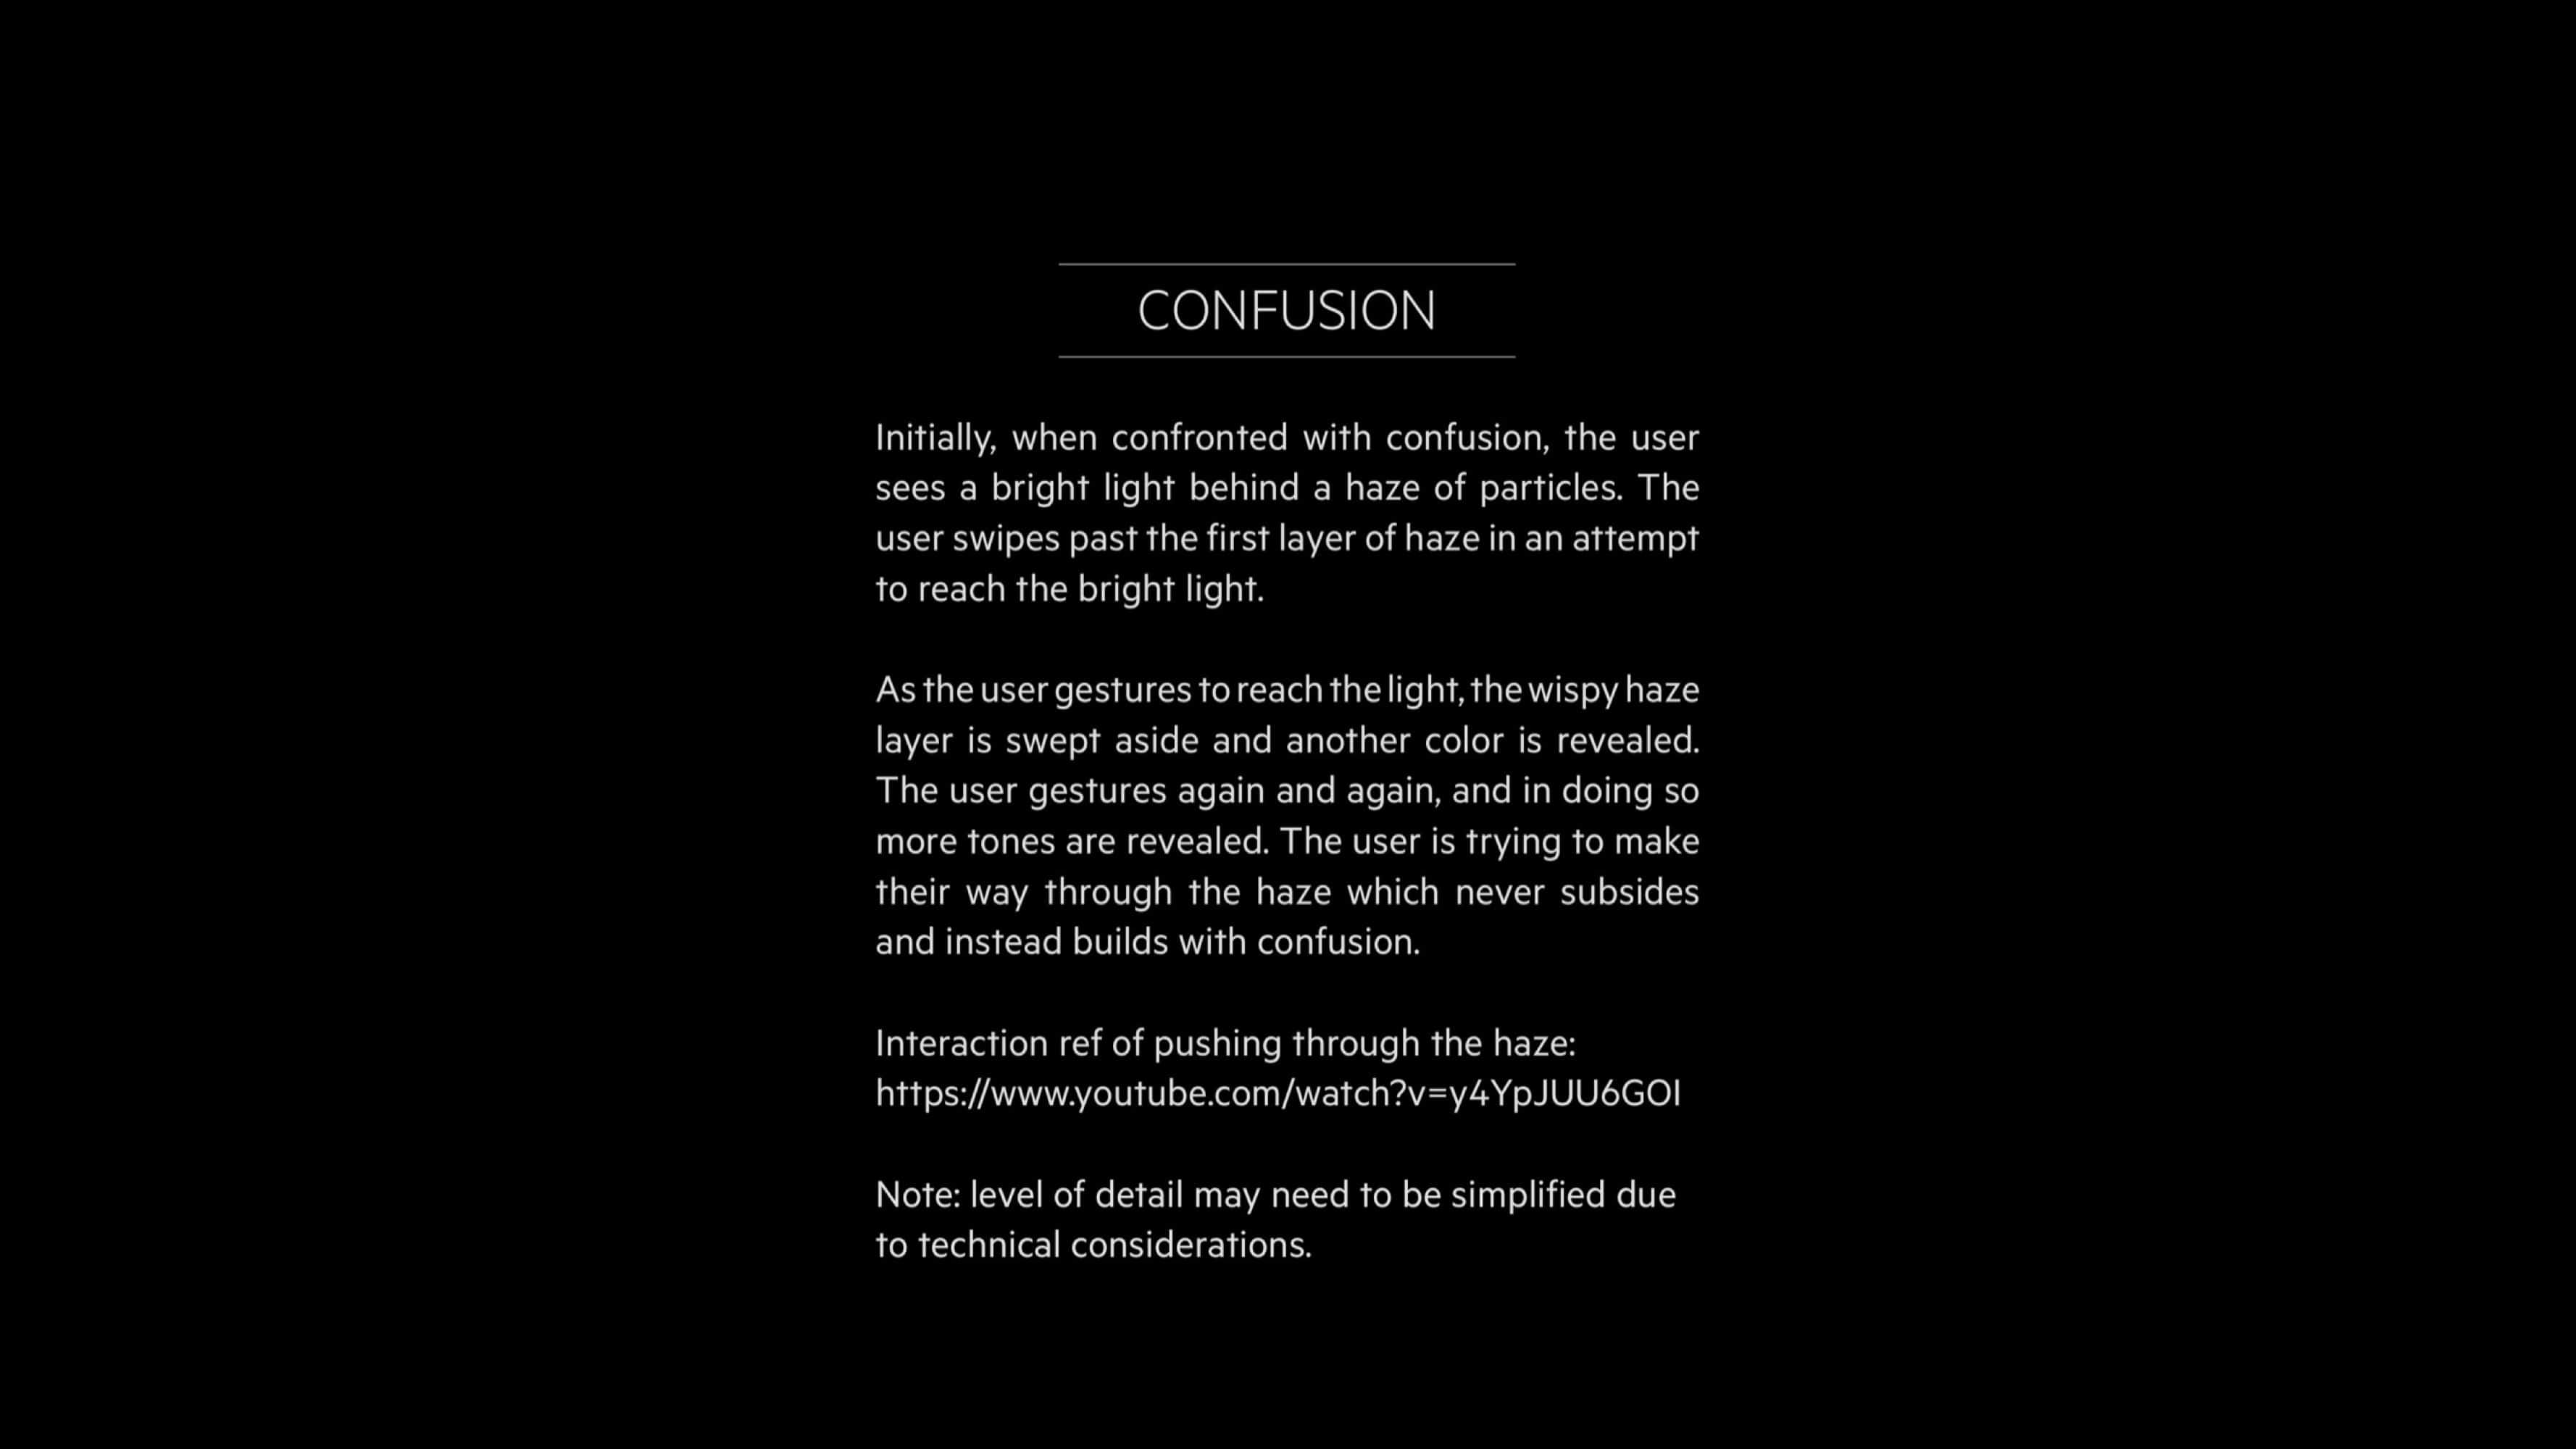 CONFUSION
Initially, when confronted with confusion, the user
sees a bright light behind a haze of particles. The
user swipes past the first layer of haze in an attempt
to reach the bright light.
As the user gestures to reach the light, the wispy haze
layer is swept aside and another color is revealed.
The user gestures again and again, and in doing so
more tones are revealed. The user is trying to make
their way through the haze which never subsides
and instead builds with confusion.
Interaction ref of pushing through the haze:
https://www.youtube.com/watch?v=y4YpJUU6GOI
Note: level of detail may need to be simplified due
to technical considerations.